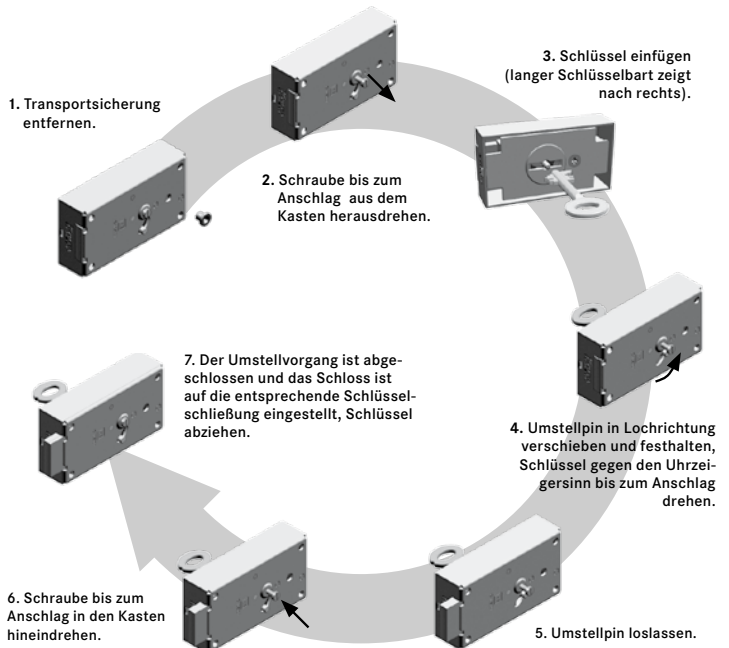 1. Transportsicherung
entfernen.
2. Schraube bis zum
Anschlag aus dem
Kasten herausdrehen.
3. Schlüssel einfügen
(langer Schlüsselbart zeigt
nach rechts).
4. Umstellpin in Lochrichtung
verschieben und festhalten,
Schlüssel gegen den Uhrzei-
gersinn bis zum Anschlag
drehen.
5. Umstellpin loslassen.
6. Schraube bis zum
Anschlag in den Kasten
hineindrehen.
7. Der Umstellvorgang ist abge-
schlossen und das Schloss ist
auf die entsprechende Schlüssel-
schließung eingestellt, Schlüssel
abziehen.